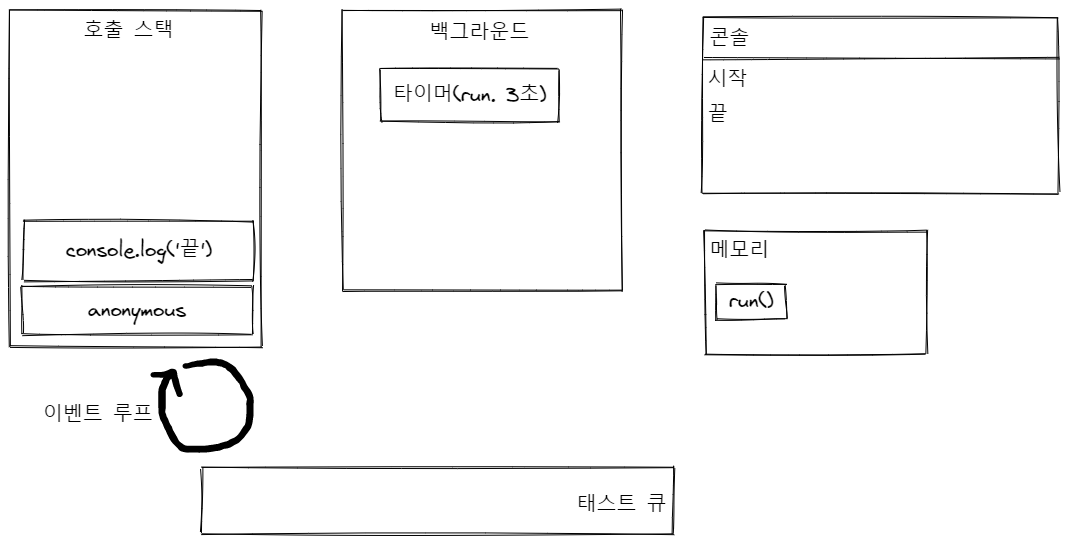 호출 스택
console.log('끝')
anonymous
백그라운드
타이머(run. 3초)
콘솔
시작
끝
메모리
run()
이벤트 루프
태스트 큐